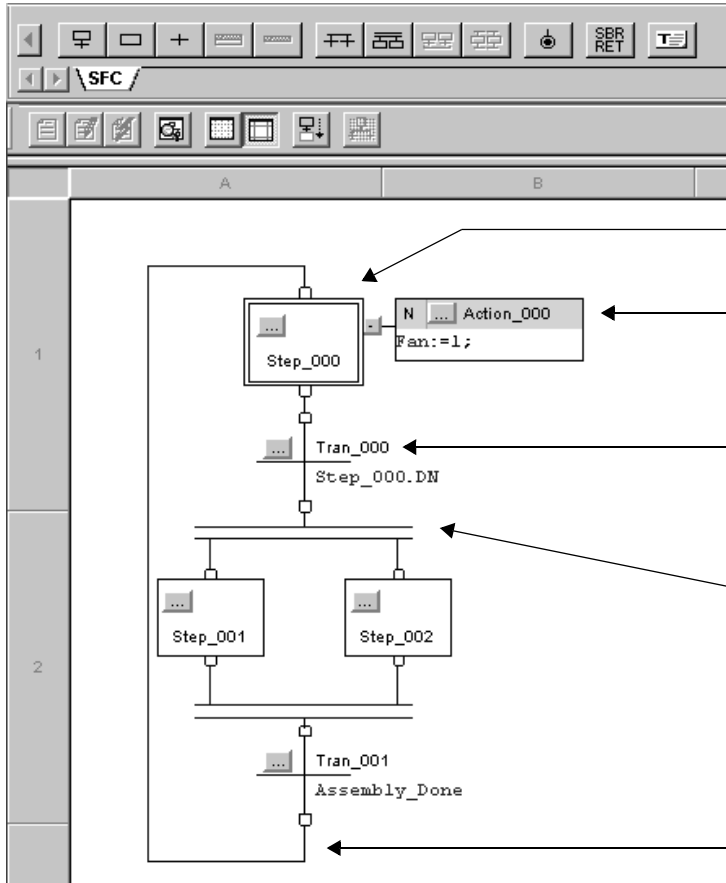 SBR
RET
T
SFC
A B
1
N ... Action_000
Fan:=1;
...
Step_000
-
... Tran_000
Step_000.DN
2
... ...
Step_001 Step_002
... Tran_001
Assembly_Done